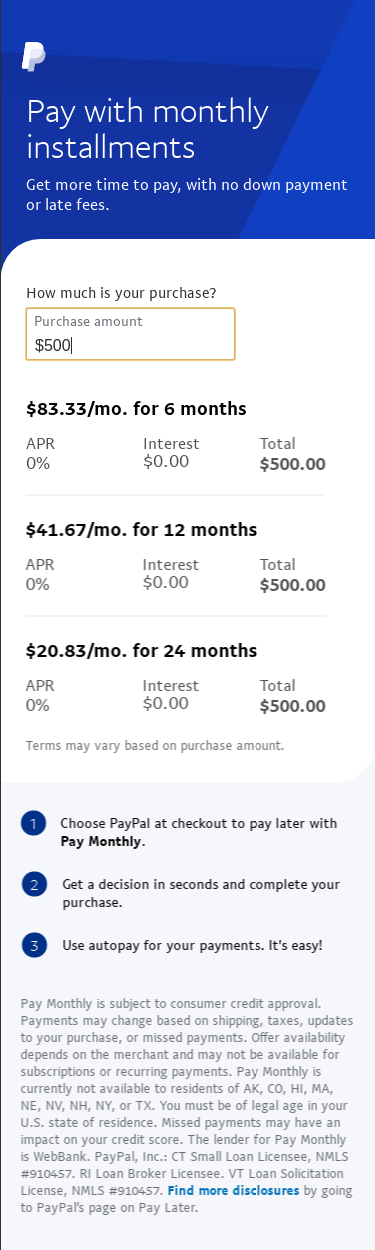 Pay with monthly
installments
Get more time to pay, with no down payment
or late fees.
How much is your purchase?
Purchase amount
$500
$83.33/mo. for 6 months
APR Interest Total
0% $0.00 $500.00
$41.67/mo. for 12 months
APR Interest Total
0% $0.00 $500.00
$20.83/mo. for 24 months
APR Interest Total
0% $0.00 $500.00
Terms may vary based on purchase amount.
1 Choose PayPal at checkout to pay later with
Pay Monthly.
2 Get a decision in seconds and complete your
purchase.
3 Use autopay for your payments. It's easy!
Pay Monthly is subject to consumer credit approval.
Payments may change based on shipping, taxes, updates
to your purchase, or missed payments. Offer availability
depends on the merchant and may not be available for
subscriptions or recurring payments. Pay Monthly is
currently not available to residents of AK, CO, HI, MA,
NE, NV, NH, NY, or TX. You must be of legal age in your
U.S. state of residence. Missed payments may have an
impact on your credit score. The lender for Pay Monthly
is WebBank. PayPal, Inc.: CT Small Loan Licensee, NMLS
#910457. RI Loan Broker Licensee. VT Loan Solicitation
License, NMLS #910457. Find more disclosures by going
to PayPal's page on Pay Later.